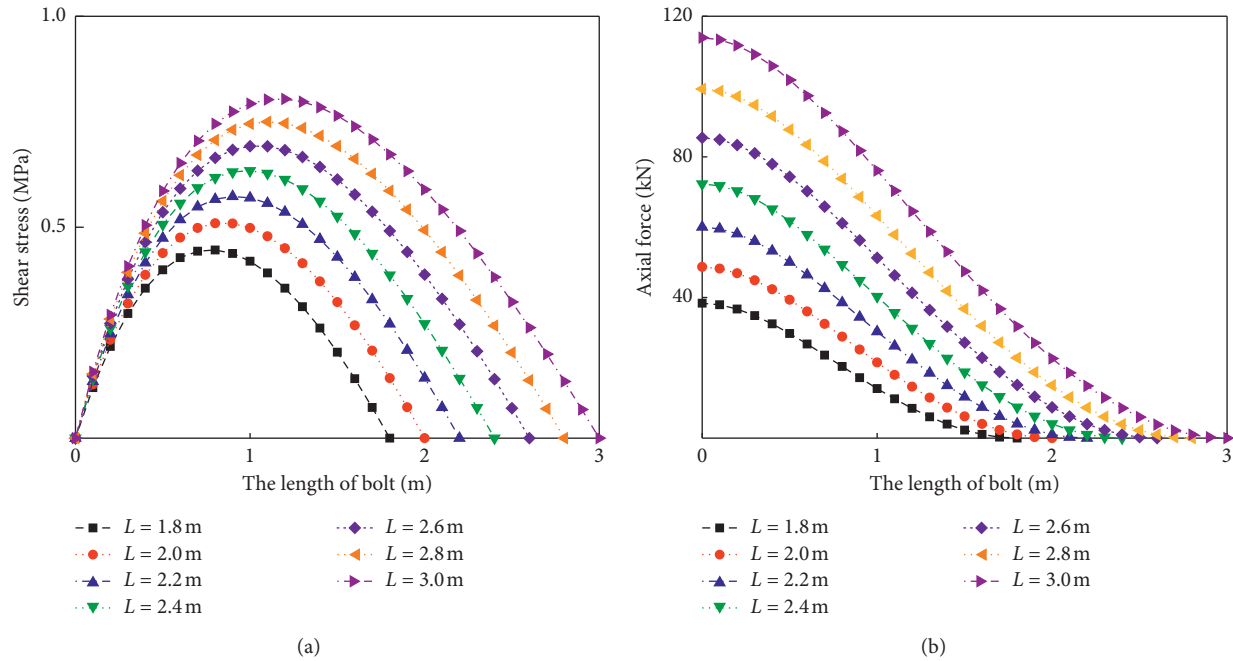 1.0
0.5
0
0
1
2
3
Shear stress (MPa)
The length of bolt (m)
L = 1.8 m
L = 2.0 m
L = 2.2 m
L = 2.4 m
L = 2.6 m
L = 2.8 m
L = 3.0 m
(a)
120
80
40
0
1
2
3
Axial force (kN)
The length of bolt (m)
L = 1.8 m
L = 2.0 m
L = 2.2 m
L = 2.4 m
L = 2.6 m
L = 2.8 m
L = 3.0 m
(b)